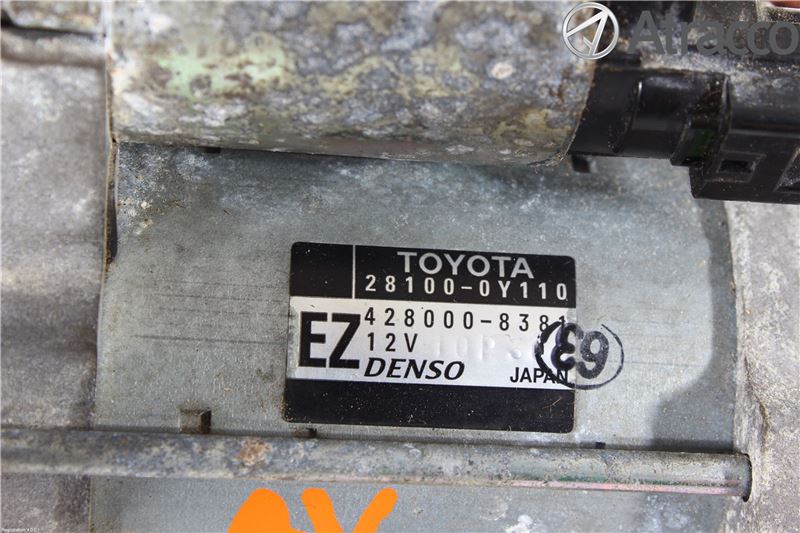 Atracco
TOYOTA
28100-0Y110
EZ
428000-8381
12V
DENSO
JAPAN
63